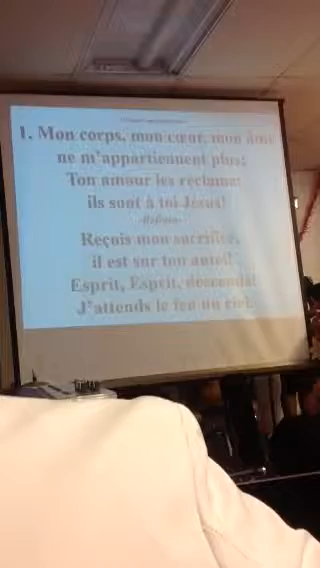 1. Mon corps, mon cœur, mon âme
ne m'appartiennent plus;
Ton amour les réclama:
ils sont à toi Jésus!
-Refrain-
Reçois mon sacrifice,
il est sur ton autel!
Esprit, Esprit, descends!
J'attends le feu du ciel.